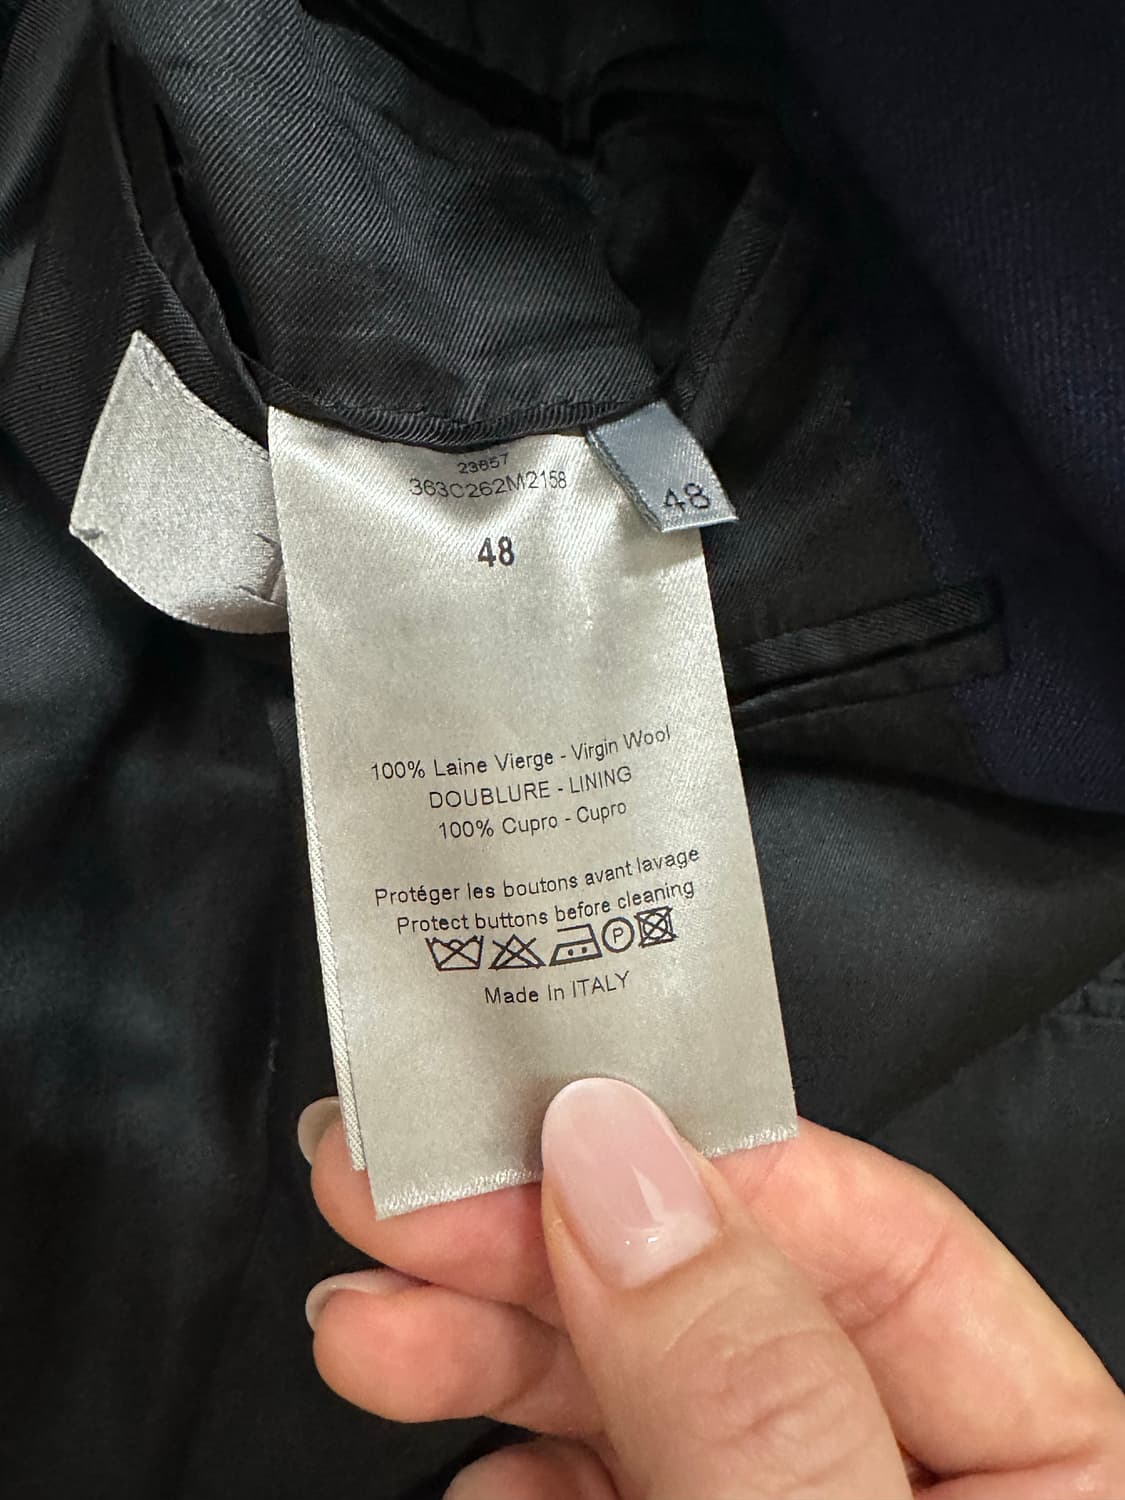 23657
363C262M2158
48
48
100% Laine Vierge - Virgin Wool
DOUBLURE - LINING
100% Cupro - Cupro
Protéger les boutons avant lavage
Protect buttons before cleaning
P
Made In ITALY